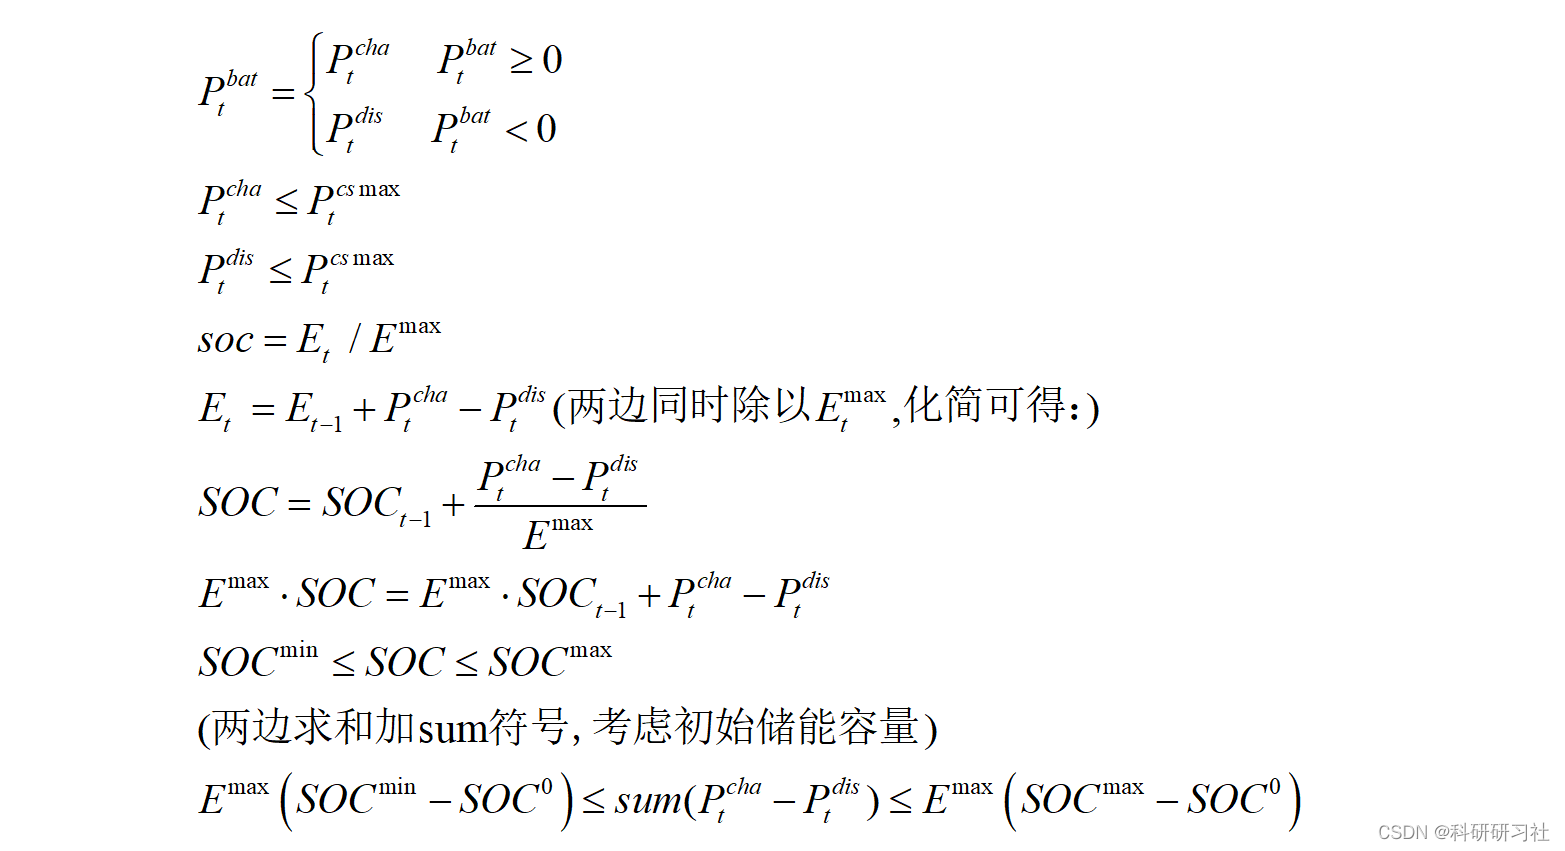 P_t^{bat} = { P_t^{cha}   P_t^{bat} ≥ 0
P_t^{dis}   P_t^{bat} < 0
P_t^{cha} ≤ P_t^{cs max}
P_t^{dis} ≤ P_t^{cs max}
soc = E_t / E^{max}
E_t = E_{t-1} + P_t^{cha} − P_t^{dis} (两边同时除以E_t^{max},化简可得:)
SOC = SOC_{t-1} + \frac{P_t^{cha} − P_t^{dis}}{E^{max}}
E^{max} · SOC = E^{max} · SOC_{t-1} + P_t^{cha} − P_t^{dis}
SOC^{min} ≤ SOC ≤ SOC^{max}
(两边求和加sum符号, 考虑初始储能容量)
E^{max} (SOC^{min} − SOC^0) ≤ sum(P_t^{cha} − P_t^{dis}) ≤ E^{max} (SOC^{max} − SOC^0)
CSDN @科研研习社